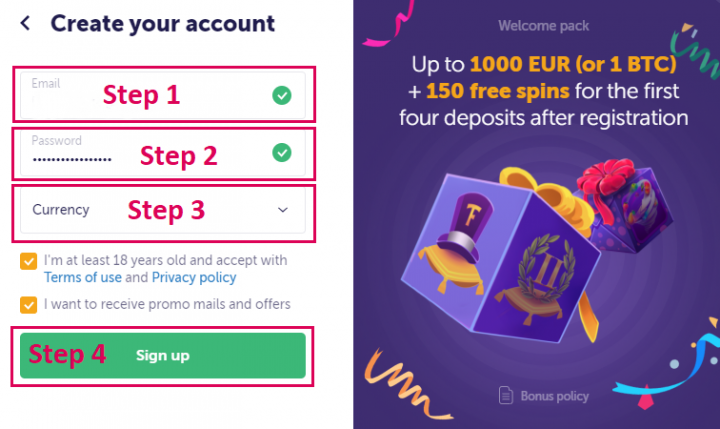 Create your account
Email
Step 1
Password
Step 2
Currency
Step 3
I'm at least 18 years old and accept with
Terms of use and Privacy policy
I want to receive promo mails and offers
Step 4
Sign up
Welcome pack
Up to 1000 EUR (or 1 BTC)
+ 150 free spins for the first
four deposits after registration
T
II
Bonus policy